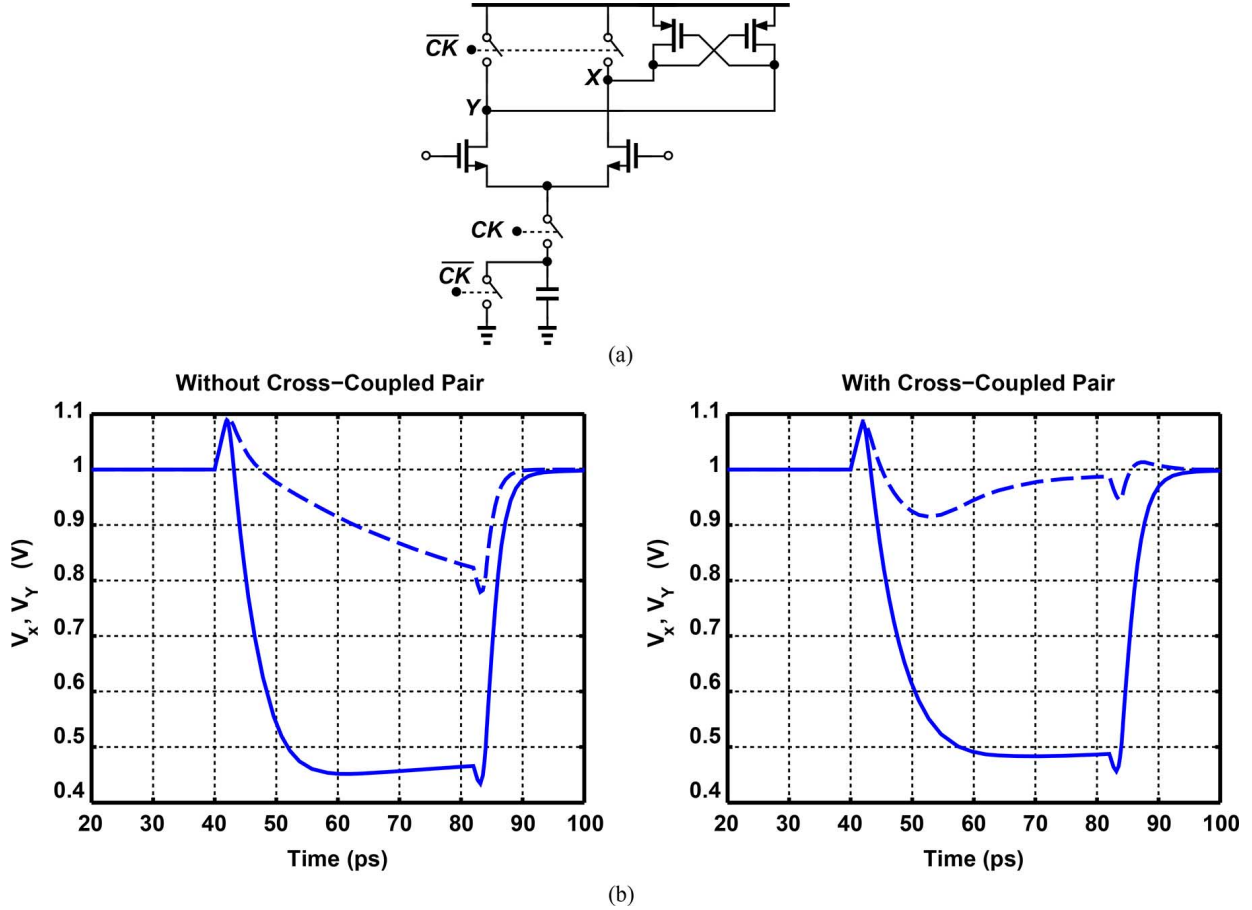 C̅K̅
X
Y
CK
C̅K̅
(a)
Without Cross−Coupled Pair
1.1
1
0.9
0.8
0.7
0.6
0.5
0.4
20 30 40 50 60 70 80 90 100
Vx, VY (V)
Time (ps)
With Cross−Coupled Pair
1.1
1
0.9
0.8
0.7
0.6
0.5
0.4
20 30 40 50 60 70 80 90 100
Vx, VY (V)
Time (ps)
(b)